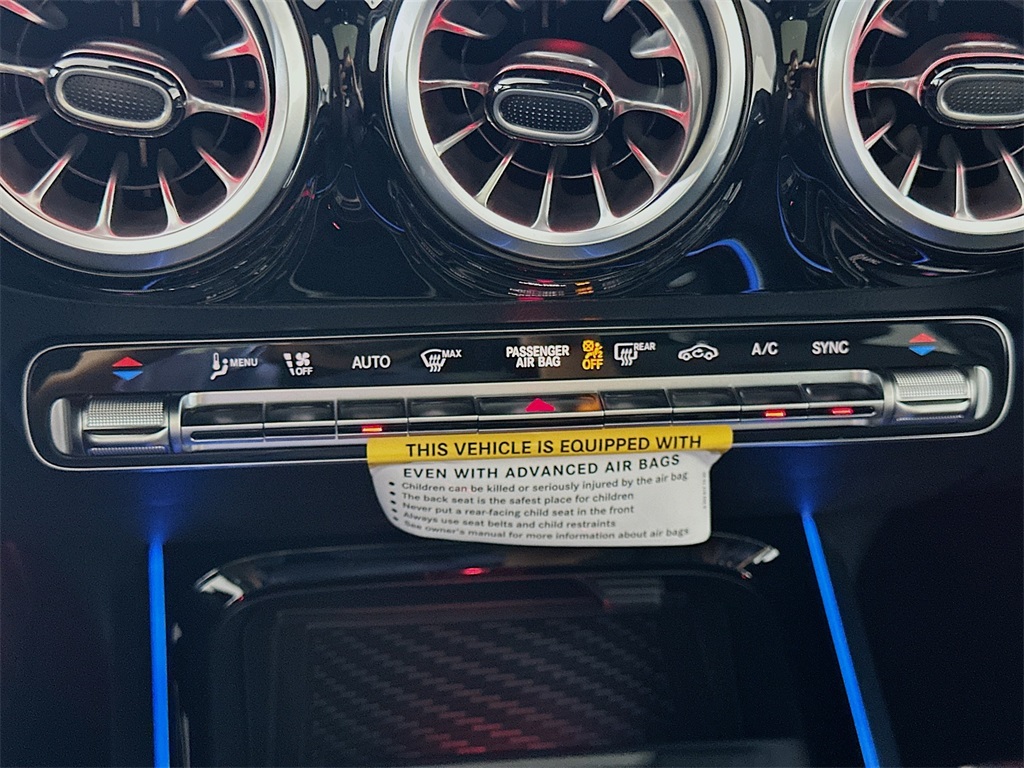 MENU
OFF
AUTO
MAX
PASSENGER
AIR BAG
OFF
REAR
A/C
SYNC
THIS VEHICLE IS EQUIPPED WITH
EVEN WITH ADVANCED AIR BAGS
• Children can be killed or seriously injured by the air bag
• The back seat is the safest place for children
• Never put a rear-facing child seat in the front
• Always use seat belts and child restraints
• See owner's manual for more information about air bags